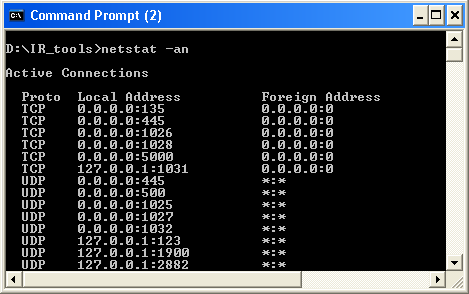 Command Prompt (2)
D:\IR_tools>netstat -an
Active Connections
Proto Local Address Foreign Address
TCP 0.0.0.0:135 0.0.0.0:0
TCP 0.0.0.0:445 0.0.0.0:0
TCP 0.0.0.0:1026 0.0.0.0:0
TCP 0.0.0.0:1028 0.0.0.0:0
TCP 0.0.0.0:5000 0.0.0.0:0
TCP 127.0.0.1:1031 0.0.0.0:0
UDP 0.0.0.0:445 *:*
UDP 0.0.0.0:500 *:*
UDP 0.0.0.0:1025 *:*
UDP 0.0.0.0:1027 *:*
UDP 0.0.0.0:1032 *:*
UDP 127.0.0.1:123 *:*
UDP 127.0.0.1:1900 *:*
UDP 127.0.0.1:2882 *:*